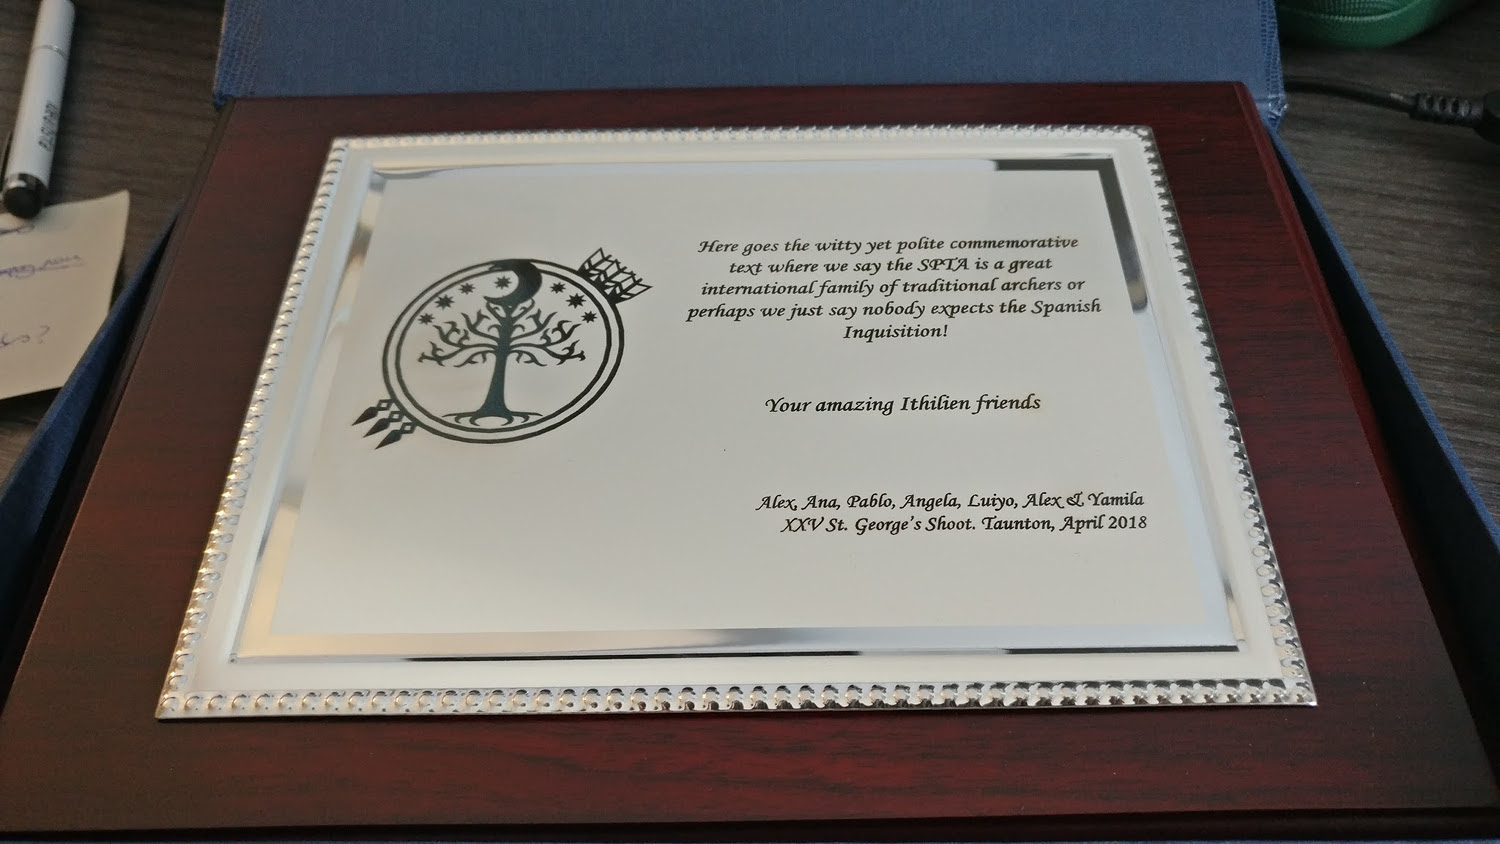 Here goes the witty yet polite commemorative
text where we say the SPTA is a great
international family of traditional archers or
perhaps we just say nobody expects the Spanish
Inquisition!
Your amazing Ithilien friends
Alex, Ana, Pablo, Angela, Luiyo, Alex & Yamila
XXV St. George's Shoot. Taunton, April 2018